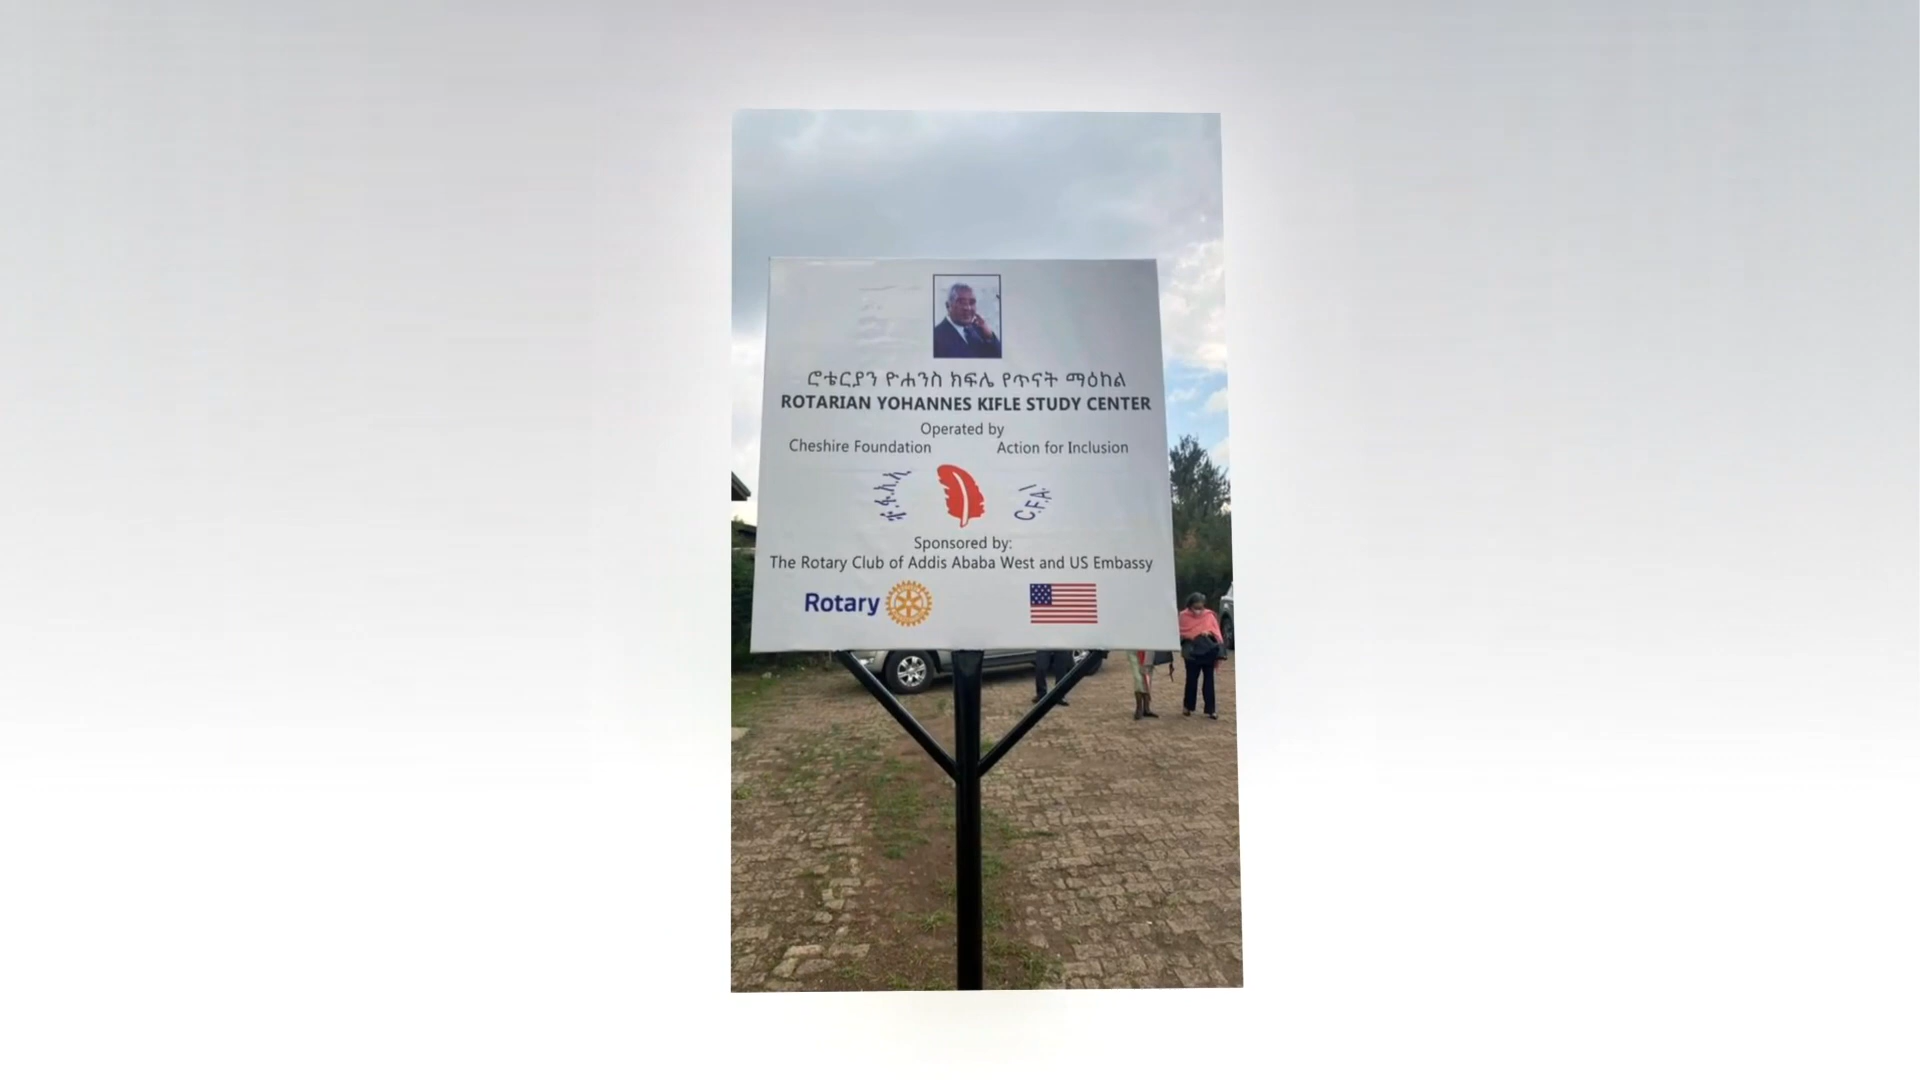 ሮተርያን ዮሐንስ ክፍሌ የጥናት ማዕከል
ROTARIAN YOHANNES KIFLE STUDY CENTER
Operated by
Cheshire Foundation Action for Inclusion
ቼ.ፋ.አ.ኢ
C.F.A.I
Sponsored by:
The Rotary Club of Addis Ababa West and US Embassy
Rotary